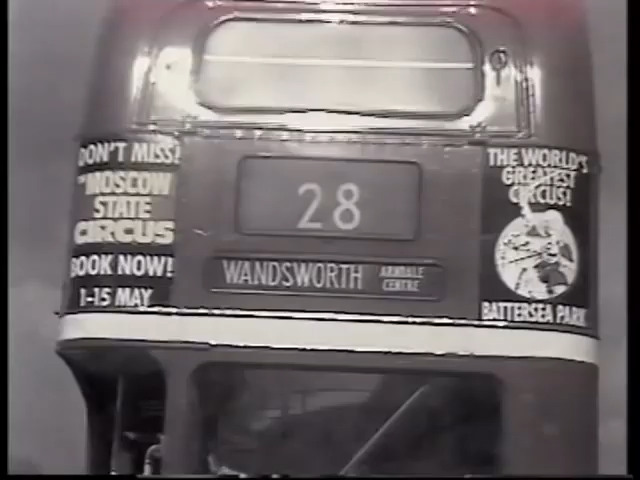 DON'T MISS!
THE MOSCOW
STATE
CIRCUS
BOOK NOW!
1-15 MAY
28
WANDSWORTH ARNDALE
CENTRE
THE WORLD'S
GREATEST
CIRCUS!
BATTERSEA PARK